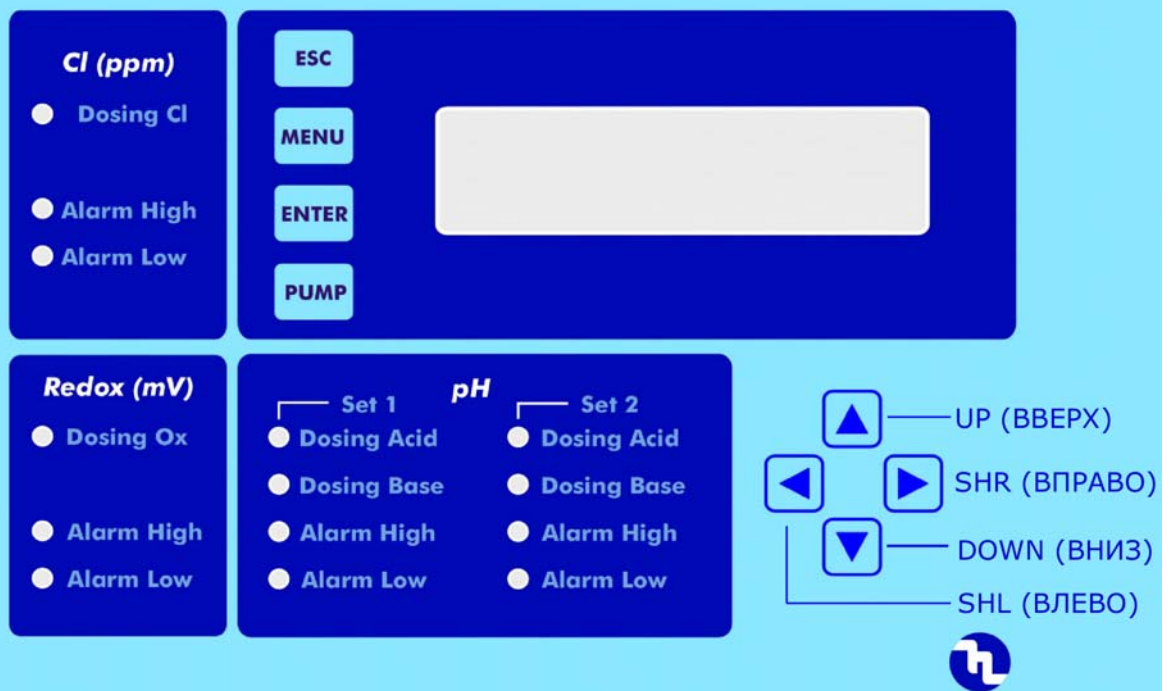 Cl (ppm)
Dosing Cl
Alarm High
Alarm Low
ESC
MENU
ENTER
PUMP
Redox (mV)
Dosing Ox
Alarm High
Alarm Low
pH
Set 1
Dosing Acid
Dosing Base
Alarm High
Alarm Low
Set 2
Dosing Acid
Dosing Base
Alarm High
Alarm Low
UP (ВВЕРХ)
SHR (ВПРАВО)
DOWN (ВНИЗ)
SHL (ВЛЕВО)